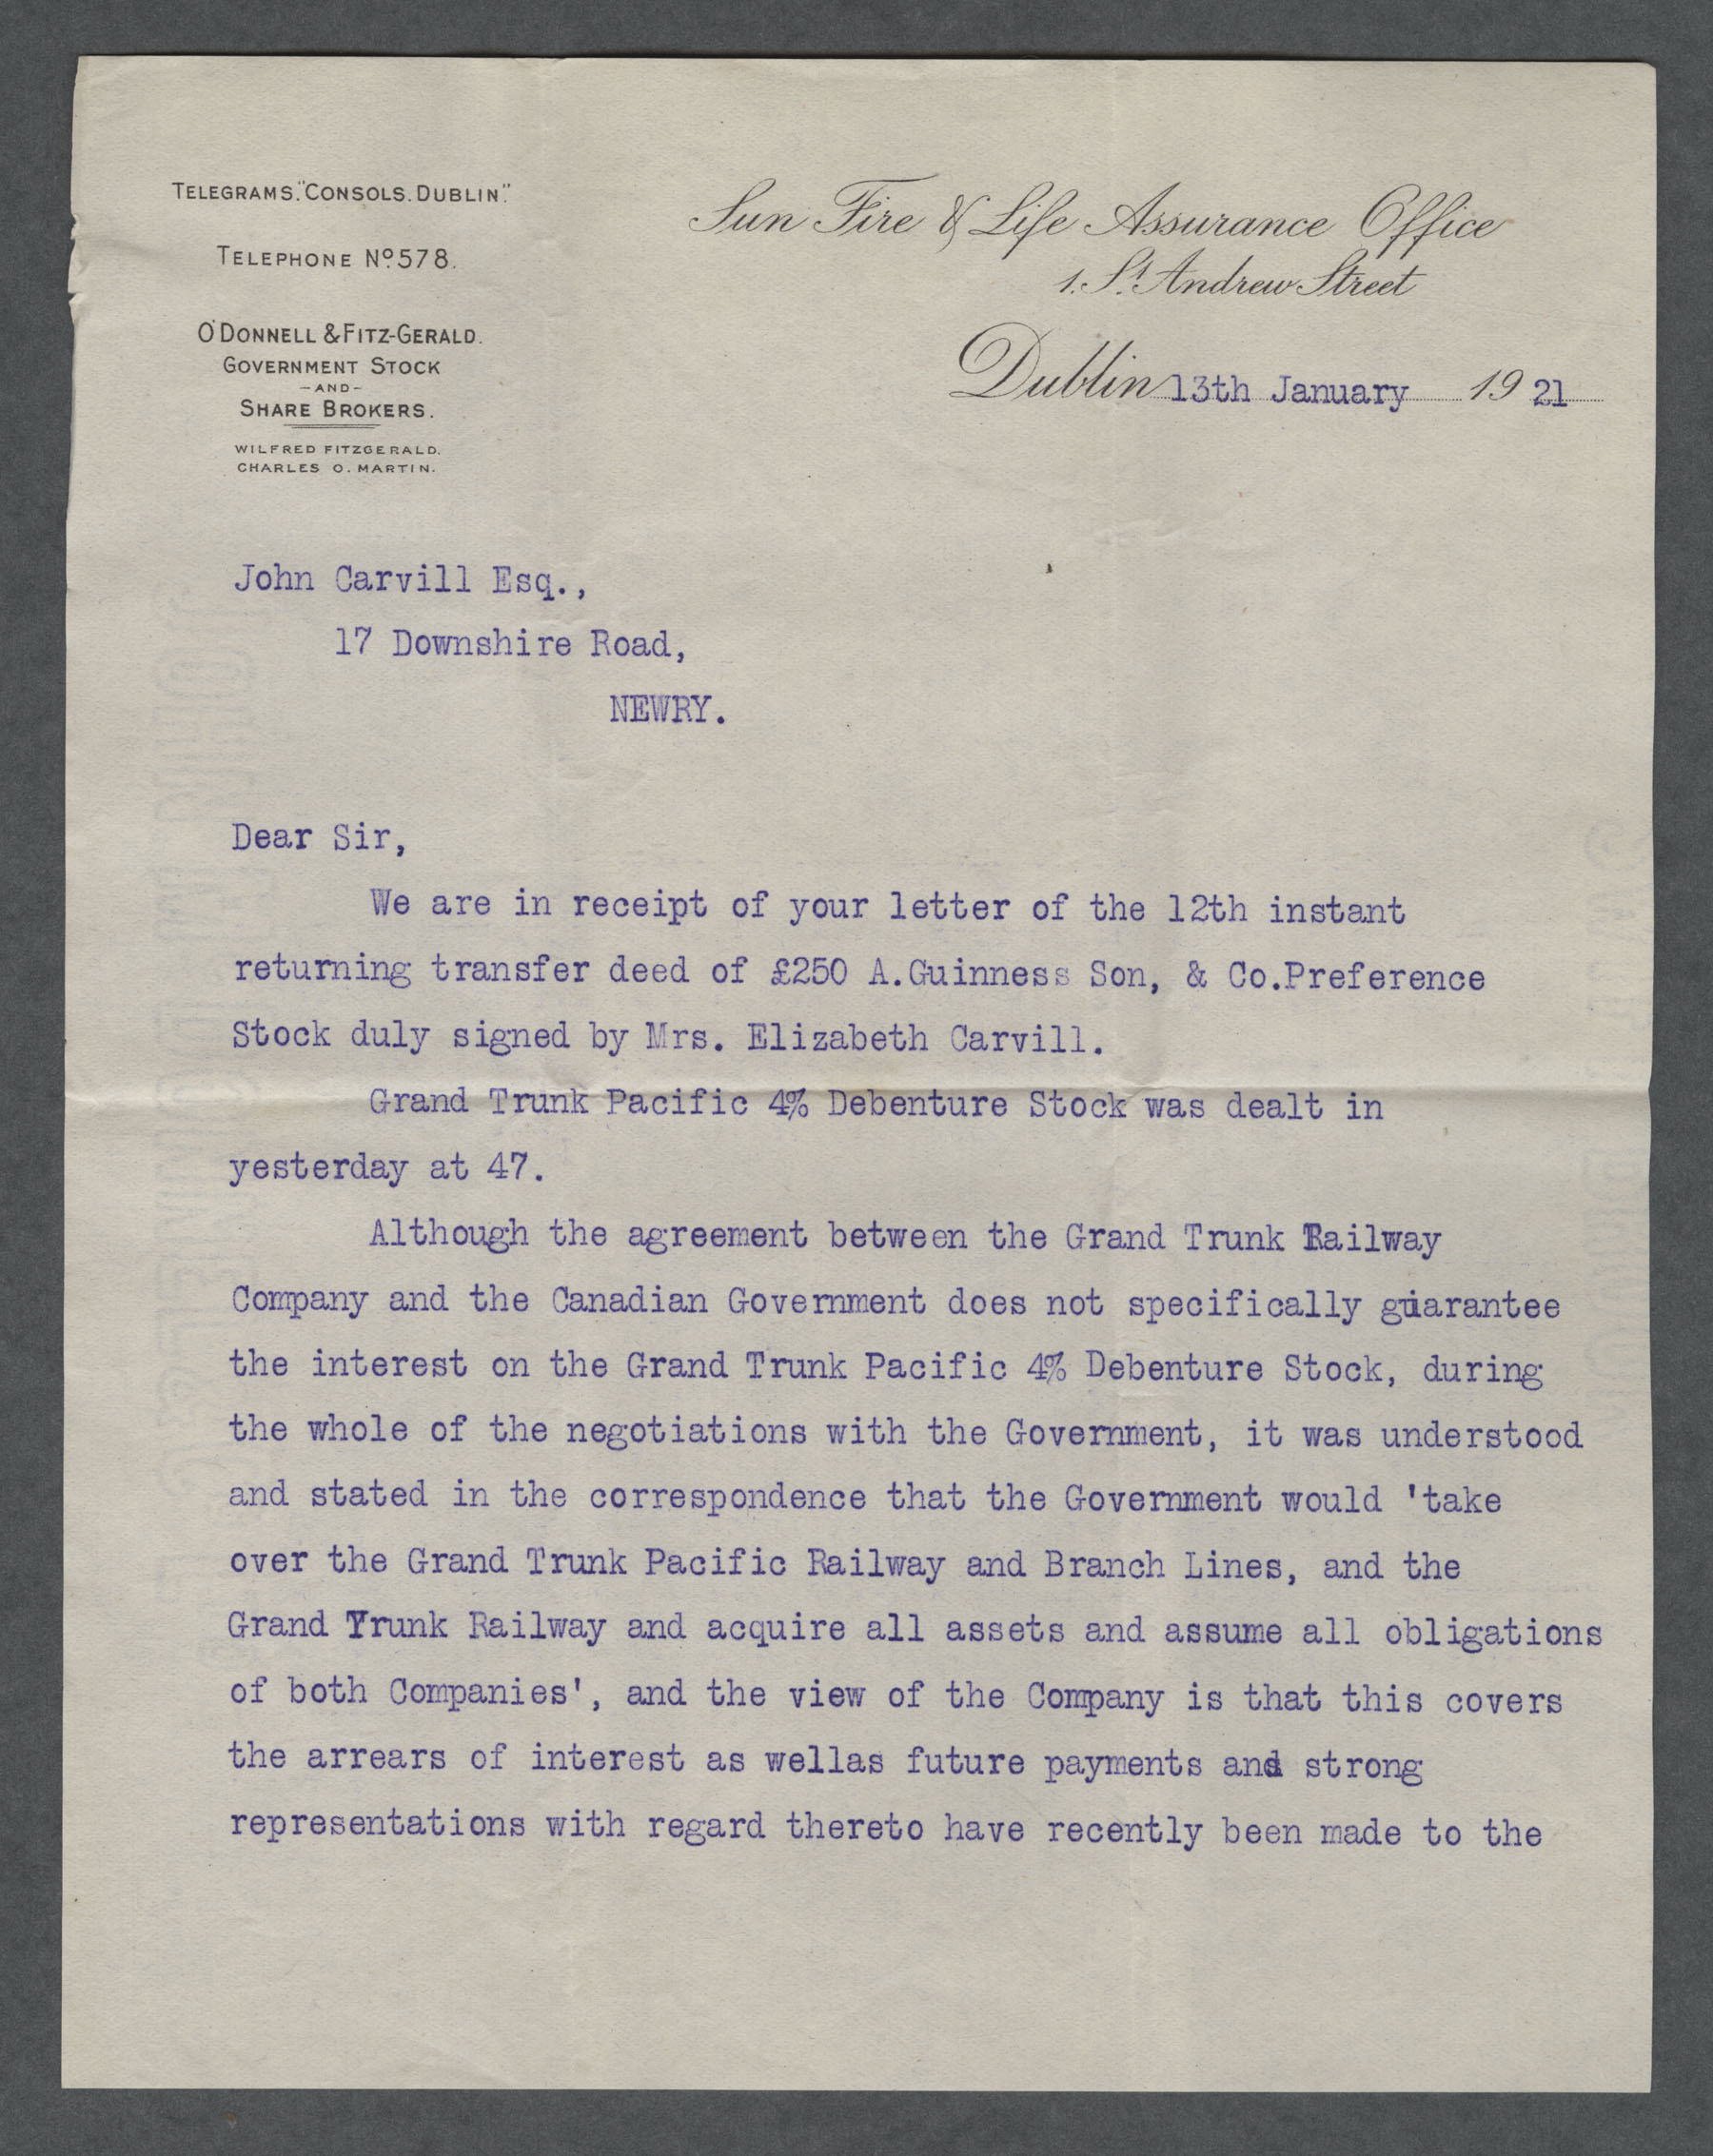 TELEGRAMS. "CONSOLS. DUBLIN".
TELEPHONE Nº 578.
O'DONNELL & FITZ-GERALD.
GOVERNMENT STOCK
- AND -
SHARE BROKERS.
WILFRED FITZGERALD.
CHARLES O. MARTIN.
Sun Fire & Life Assurance Office
1. St. Andrew Street
Dublin 13th January 19 21
John Carvill Esq.,
17 Downshire Road,
NEWRY.
Dear Sir,
We are in receipt of your letter of the 12th instant
returning transfer deed of £250 A.Guinness Son, & Co.Preference
Stock duly signed by Mrs. Elizabeth Carvill.
Grand Trunk Pacific 4% Debenture Stock was dealt in
yesterday at 47.
Although the agreement between the Grand Trunk Railway
Company and the Canadian Government does not specifically guarantee
the interest on the Grand Trunk Pacific 4% Debenture Stock, during
the whole of the negotiations with the Government, it was understood
and stated in the correspondence that the Government would 'take
over the Grand Trunk Pacific Railway and Branch Lines, and the
Grand Trunk Railway and acquire all assets and assume all obligations
of both Companies', and the view of the Company is that this covers
the arrears of interest as wellas future payments and strong
representations with regard thereto have recently been made to the